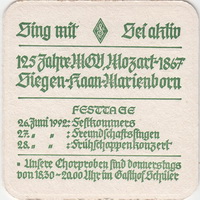 Sing mit Sei aktiv
125 Jahre MGV „Mozart“ 1867
Siegen-Kaan-Marienborn
FESTTAGE
26. Juni 1992: Festkommers
27. „ „ : Freundschaftssingen
28. „ „ : Frühschoppenkonzert
Unsere Chorproben sind donnerstags
von 18.30-20.00 Uhr im Gasthof Schüler